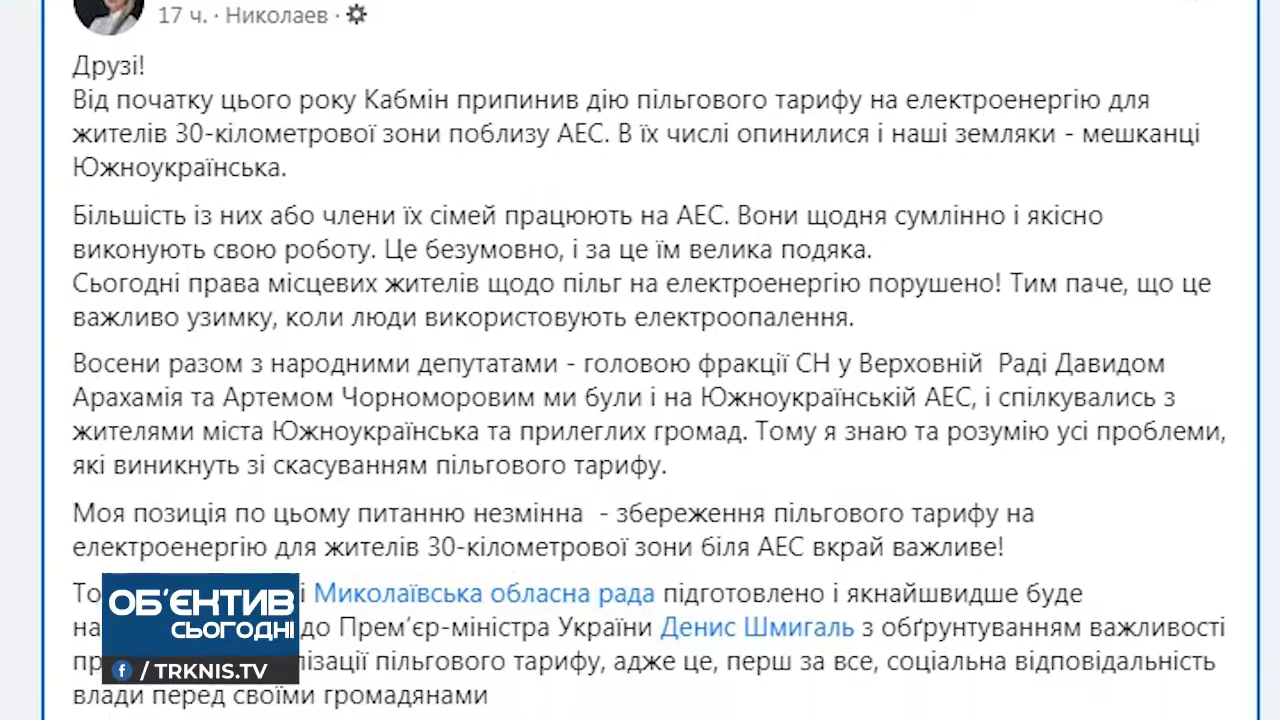 17 ч. · Николаев ·
Друзі!
Від початку цього року Кабмін припинив дію пільгового тарифу на електроенергію для
жителів 30-кілометрової зони поблизу АЕС. В їх числі опинилися і наші земляки - мешканці
Южноукраїнська.
Більшість із них або члени їх сімей працюють на АЕС. Вони щодня сумлінно і якісно
виконують свою роботу. Це безумовно, і за це їм велика подяка.
Сьогодні права місцевих жителів щодо пільг на електроенергію порушено! Тим паче, що це
важливо узимку, коли люди використовують електроопалення.
Восени разом з народними депутатами - головою фракції СН у Верховній Раді Давидом
Арахамія та Артемом Чорноморовим ми були і на Южноукраїнській АЕС, і спілкувались з
жителями міста Южноукраїнська та прилеглих громад. Тому я знаю та розумію усі проблеми,
які виникнуть зі скасуванням пільгового тарифу.
Моя позиція по цьому питанню незмінна - збереження пільгового тарифу на
електроенергію для жителів 30-кілометрової зони біля АЕС вкрай важливе!
і Миколаївська обласна рада підготовлено і якнайшвидше буде
до Прем’єр-міністра України Денис Шмигаль з обґрунтуванням важливості
пільгового тарифу, адже це, перш за все, соціальна відповідальність
влади перед своїми громадянами
ОБ’ЄКТИВ
СЬОГОДНІ
f / TRKNIS.TV